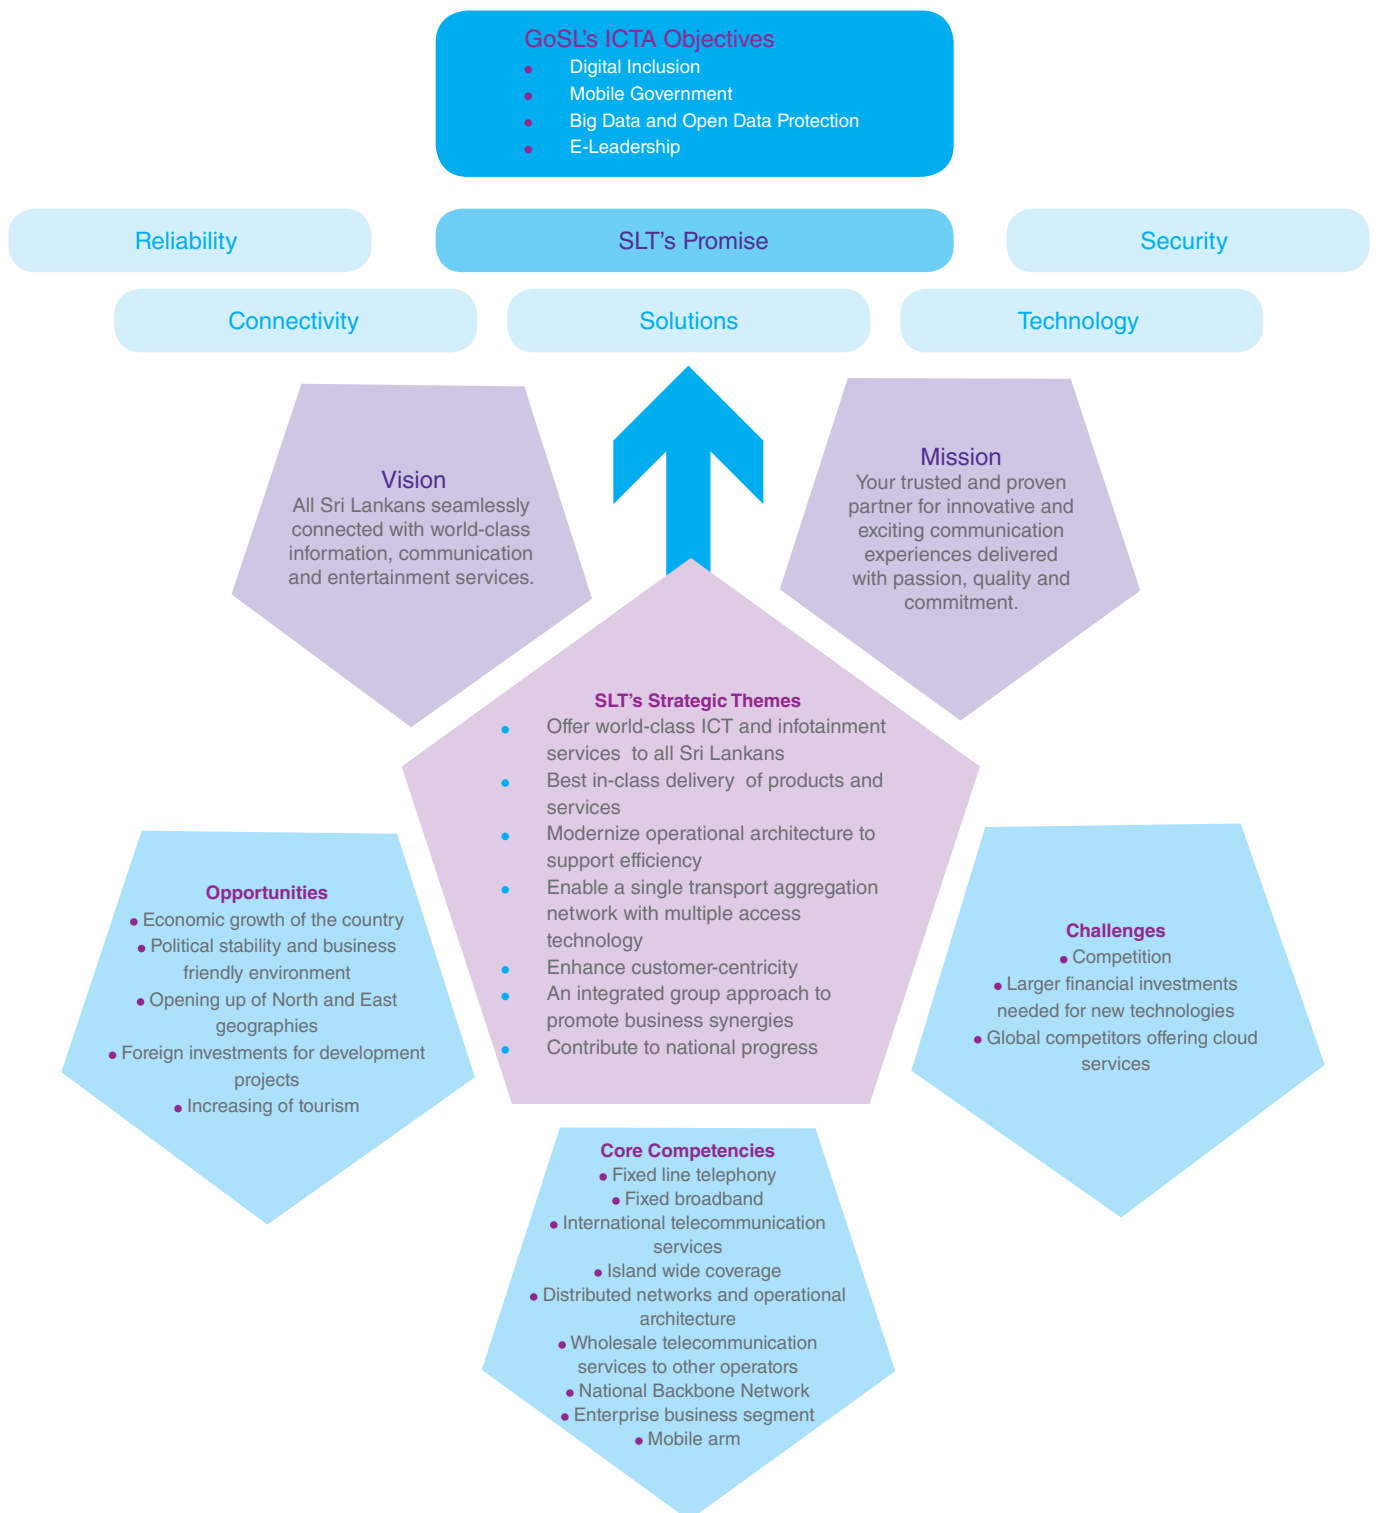 GoSL's ICTA Objectives
• Digital Inclusion
• Mobile Government
• Big Data and Open Data Protection
• E-Leadership
Reliability
SLT's Promise
Security
Connectivity
Solutions
Technology
Vision
All Sri Lankans seamlessly
connected with world-class
information, communication
and entertainment services.
Mission
Your trusted and proven
partner for innovative and
exciting communication
experiences delivered
with passion, quality and
commitment.
SLT's Strategic Themes
• Offer world-class ICT and infotainment
services to all Sri Lankans
• Best in-class delivery of products and
services
• Modernize operational architecture to
support efficiency
• Enable a single transport aggregation
network with multiple access
technology
• Enhance customer-centricity
• An integrated group approach to
promote business synergies
• Contribute to national progress
Opportunities
• Economic growth of the country
• Political stability and business
friendly environment
• Opening up of North and East
geographies
• Foreign investments for development
projects
• Increasing of tourism
Challenges
• Competition
• Larger financial investments
needed for new technologies
• Global competitors offering cloud
services
Core Competencies
• Fixed line telephony
• Fixed broadband
• International telecommunication
services
• Island wide coverage
• Distributed networks and operational
architecture
• Wholesale telecommunication
services to other operators
• National Backbone Network
• Enterprise business segment
• Mobile arm